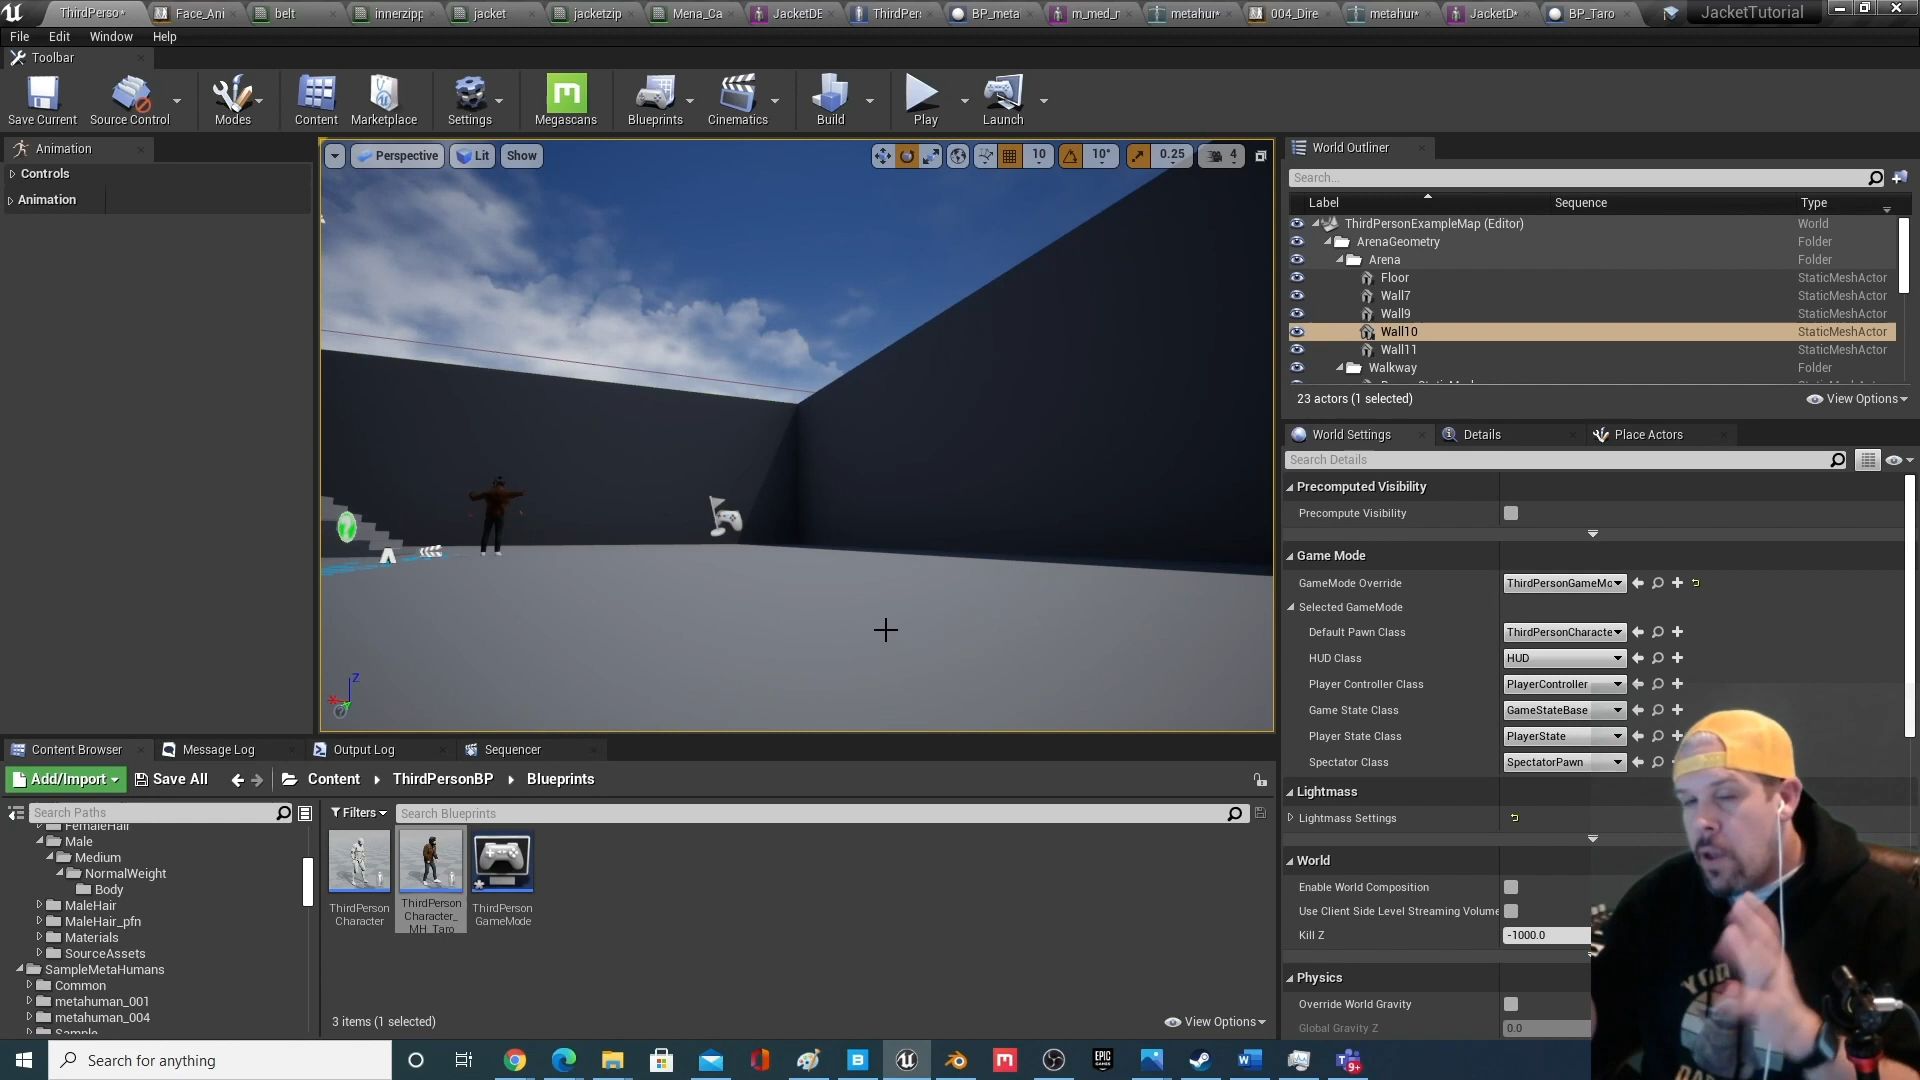 ThirdPerso*
Face_Ani
belt
innerzipp
jacket
jacketzip
Mena_Ca
JacketDE
ThirdPer
BP_meta
m_med_n
metahur*
004_Dire
metahur*
JacketD*
BP_Taro
JacketTutorial
File Edit Window Help
Toolbar
Save Current
Source Control
Modes
Content
Marketplace
Settings
Megascans
Blueprints
Cinematics
Build
Play
Launch
Animation
Controls
Animation
Perspective
Lit
Show
10
10°
0.25
4
Z
X
World Outliner
Search...
Label
Sequence
Type
ThirdPersonExampleMap (Editor) World
ArenaGeometry Folder
Arena Folder
Floor StaticMeshActor
Wall7 StaticMeshActor
Wall9 StaticMeshActor
Wall10 StaticMeshActor
Wall11 StaticMeshActor
Walkway Folder
23 actors (1 selected)
View Options
World Settings
Details
Place Actors
Search Details
Precomputed Visibility
Precompute Visibility
Game Mode
GameMode Override ThirdPersonGameMc
Selected GameMode
Default Pawn Class ThirdPersonCharacte
HUD Class HUD
Player Controller Class PlayerController
Game State Class GameStateBase
Player State Class PlayerState
Spectator Class SpectatorPawn
Lightmass
Lightmass Settings
World
Enable World Composition
Use Client Side Level Streaming Volume
Kill Z -1000.0
Physics
Override World Gravity
Global Gravity Z 0.0
Content Browser
Message Log
Output Log
Sequencer
Add/Import
Save All
Content
ThirdPersonBP
Blueprints
Search Paths
Filters
Search Blueprints
FemaleHair
Male
Medium
NormalWeight
Body
MaleHair
MaleHair_pfn
Materials
SourceAssets
SampleMetaHumans
Common
metahuman_001
metahuman_004
Sample
ThirdPerson
Character
ThirdPerson
Character_
MH_Taro
ThirdPerson
GameMode
3 items (1 selected)
View Options
Search for anything
9+